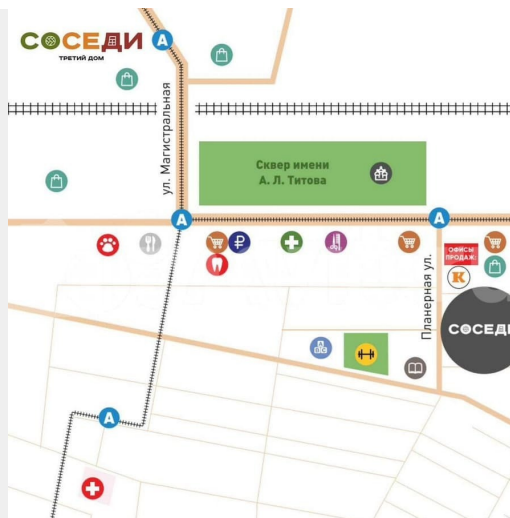 СОСЕДИ
ТРЕТИЙ ДОМ
А
ул. Магистральная
Сквер имени
А. Л. Титова
А
А
₽
ОФИСЫ
ПРОДАЖ:
К
Планерная ул.
СОСЕДИ
А